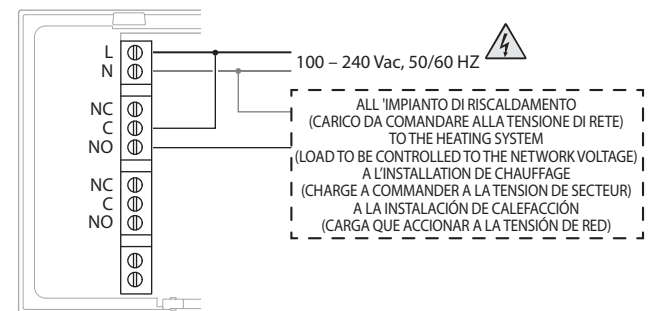 L
N
100 – 240 Vac, 50/60 HZ
NC
C
NO
NC
C
NO
ALL 'IMPIANTO DI RISCALDAMENTO
(CARICO DA COMANDARE ALLA TENSIONE DI RETE)
TO THE HEATING SYSTEM
(LOAD TO BE CONTROLLED TO THE NETWORK VOLTAGE)
A L'INSTALLATION DE CHAUFFAGE
(CHARGE A COMMANDER A LA TENSION DE SECTEUR)
A LA INSTALACIÓN DE CALEFACCIÓN
(CARGA QUE ACCIONAR A LA TENSIÓN DE RED)